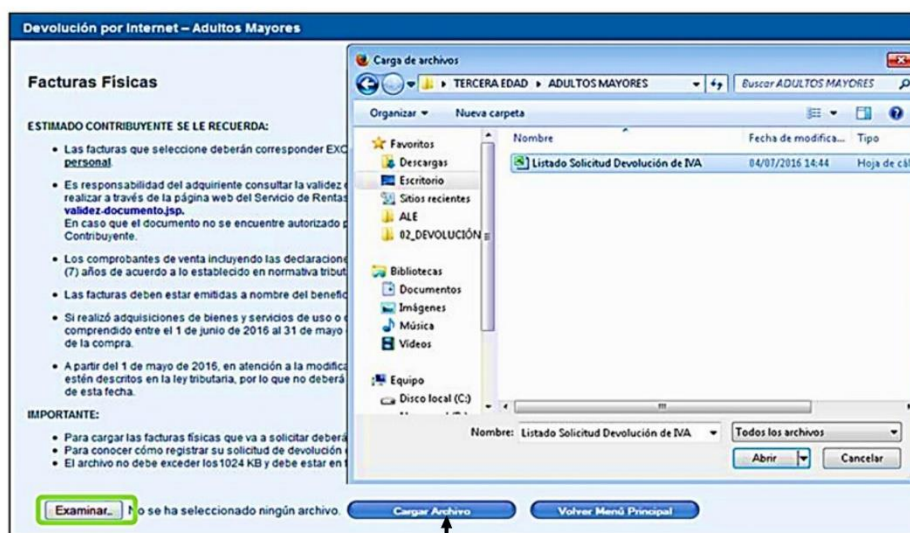 Devolución por Internet – Adultos Mayores
Facturas Físicas
ESTIMADO CONTRIBUYENTE SE LE RECUERDA:
• Las facturas que seleccione deberán corresponder EXC
personal.
• Es responsabilidad del adquiriente consultar la validez
realizar a través de la página web del Servicio de Rentas
validez-documento.jsp.
En caso que el documento no se encuentre autorizado p
Contribuyente.
• Los comprobantes de venta incluyendo las declaracione
(7) años de acuerdo a lo establecido en normativa tribut
• Las facturas deben estar emitidas a nombre del benefic
• Si realizó adquisiciones de bienes y servicios de uso o
comprendido entre el 1 de junio de 2016 al 31 de mayo
de la compra.
• A partir del 1 de mayo de 2016, en atención a la modifica
estén descritos en la ley tributaria, por lo que no deberá
de esta fecha.
IMPORTANTE:
• Para cargar las facturas físicas que va a solicitar deberá
• Para conocer cómo registrar su solicitud de devolución
• El archivo no debe exceder los 1024 KB y debe estar en
Examinar... No se ha seleccionado ningún archivo. Cargar Archivo Volver Menú Principal
Carga de archivos
TERCERA EDAD ADULTOS MAYORES Buscar ADULTOS MAYORES
Organizar Nueva carpeta
Favoritos
Descargas
Escritorio
Sitios recientes
ALE
02_DEVOLUCIÓN
Bibliotecas
Documentos
Imágenes
Música
Vídeos
Equipo
Disco local (C:)
Nombre Fecha de modifica... Tipo
Listado Solicitud Devolución de IVA 04/07/2016 14:44 Hoja de cál
Nombre: Listado Solicitud Devolución de IVA Todos los archivos
Abrir Cancelar